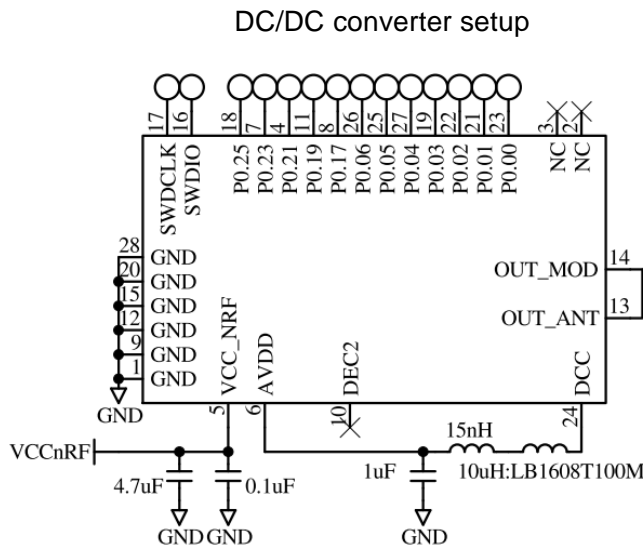 DC/DC converter setup
17 16 18 7 4 11 8 26 25 27 19 22 21 23 3 2
SWDCLK SWDIO P0.25 P0.23 P0.21 P0.19 P0.17 P0.06 P0.05 P0.04 P0.03 P0.02 P0.01 P0.00 NC NC
28 GND
20 GND
OUT_MOD 14
15 GND
12 GND
OUT_ANT 13
9 GND
1 GND
VCC_NRF AVDD DEC2 DCC
GND
5 6 10 24
15nH
VCCnRF
4.7uF 0.1uF 1uF 10uH:LB1608T100M
GND GND GND